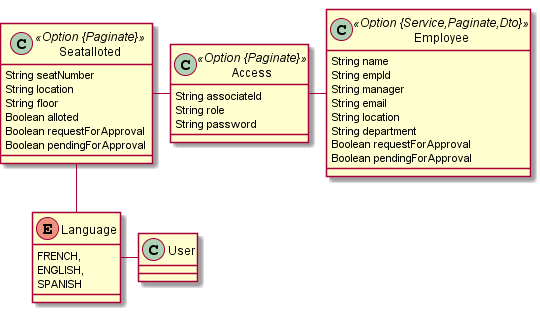 C «Option {Paginate}»
Seatalloted
String seatNumber
String location
String floor
Boolean alloted
Boolean requestForApproval
Boolean pendingForApproval
C «Option {Paginate}»
Access
String associateId
String role
String password
C «Option {Service,Paginate,Dto}»
Employee
String name
String empId
String manager
String email
String location
String department
Boolean requestForApproval
Boolean pendingForApproval
E Language
FRENCH,
ENGLISH,
SPANISH
C User